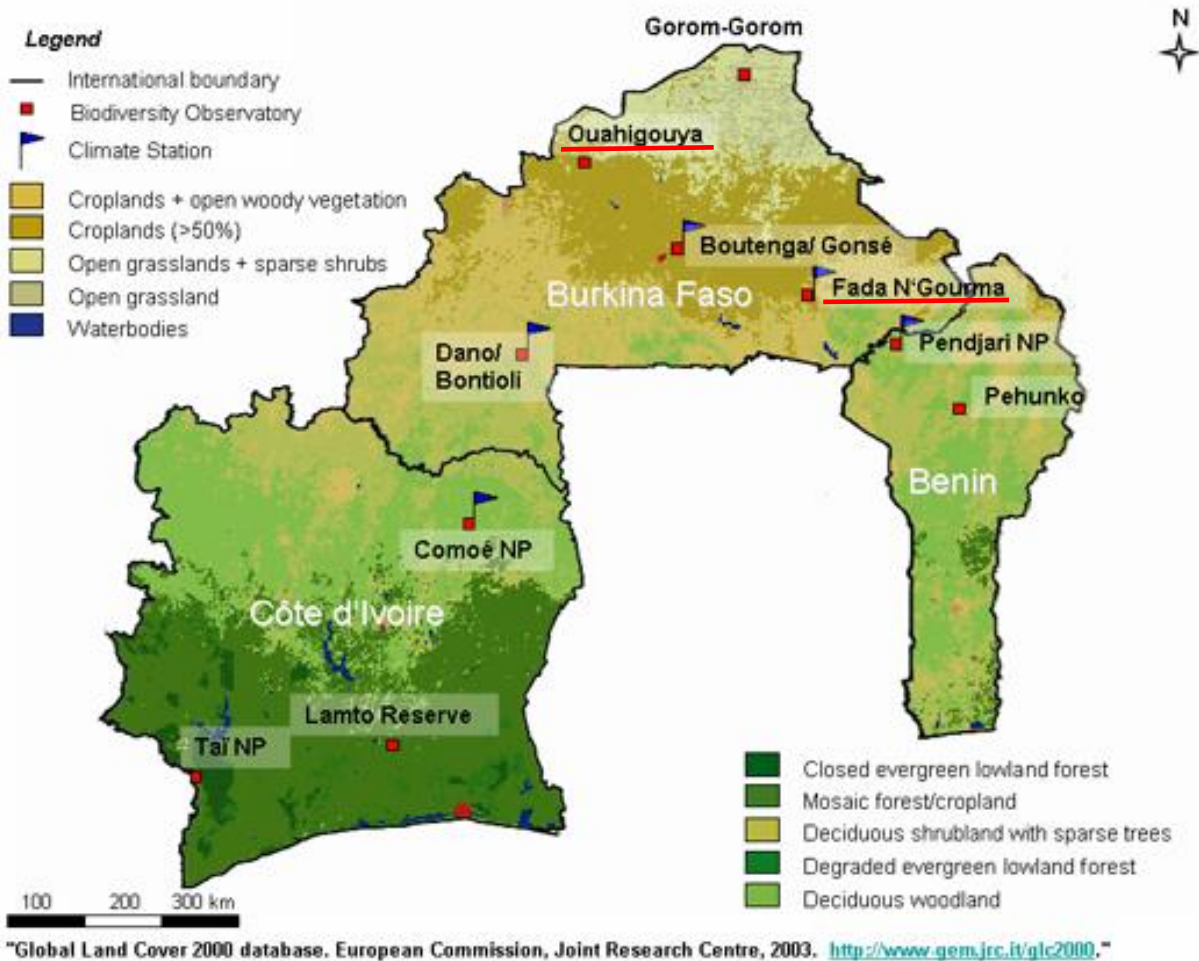 Legend
International boundary
Biodiversity Observatory
Climate Station
Croplands + open woody vegetation
Croplands (>50%)
Open grasslands + sparse shrubs
Open grassland
Waterbodies
N
Gorom-Gorom
Ouahigouya
Boutenga/ Gonsé
Burkina Faso
Fada N'Gourma
Dano/
Bontioli
Pendjari NP
Pehunko
Benin
Comoé NP
Côte d'Ivoire
Lamto Reserve
Taï NP
Closed evergreen lowland forest
Mosaic forest/cropland
Deciduous shrubland with sparse trees
Degraded evergreen lowland forest
Deciduous woodland
100 200 300 km
"Global Land Cover 2000 database. European Commission, Joint Research Centre, 2003. http://www-gem.jrc.it/glc2000."